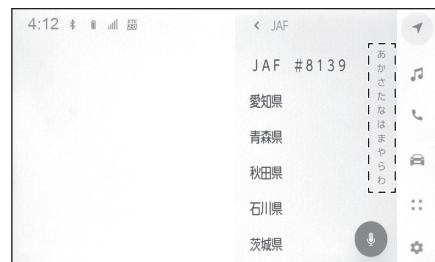 4:12
< JAF
JAF #8139
愛知県
青森県
秋田県
石川県
茨城県
あ
か
さ
た
な
は
ま
や
ら
わ